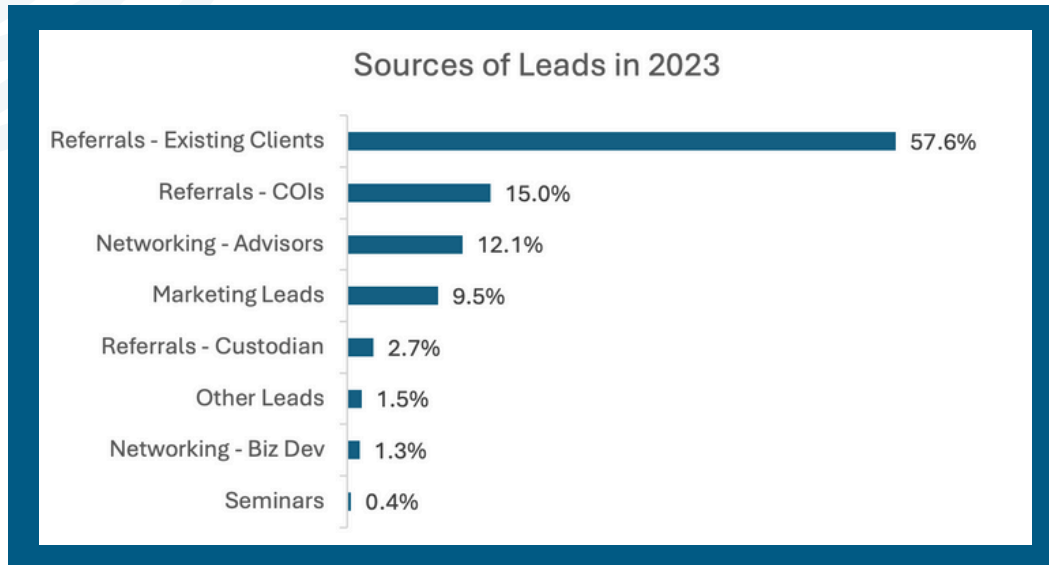 Sources of Leads in 2023
Referrals - Existing Clients 57.6%
Referrals - COIs 15.0%
Networking - Advisors 12.1%
Marketing Leads 9.5%
Referrals - Custodian 2.7%
Other Leads 1.5%
Networking - Biz Dev 1.3%
Seminars 0.4%